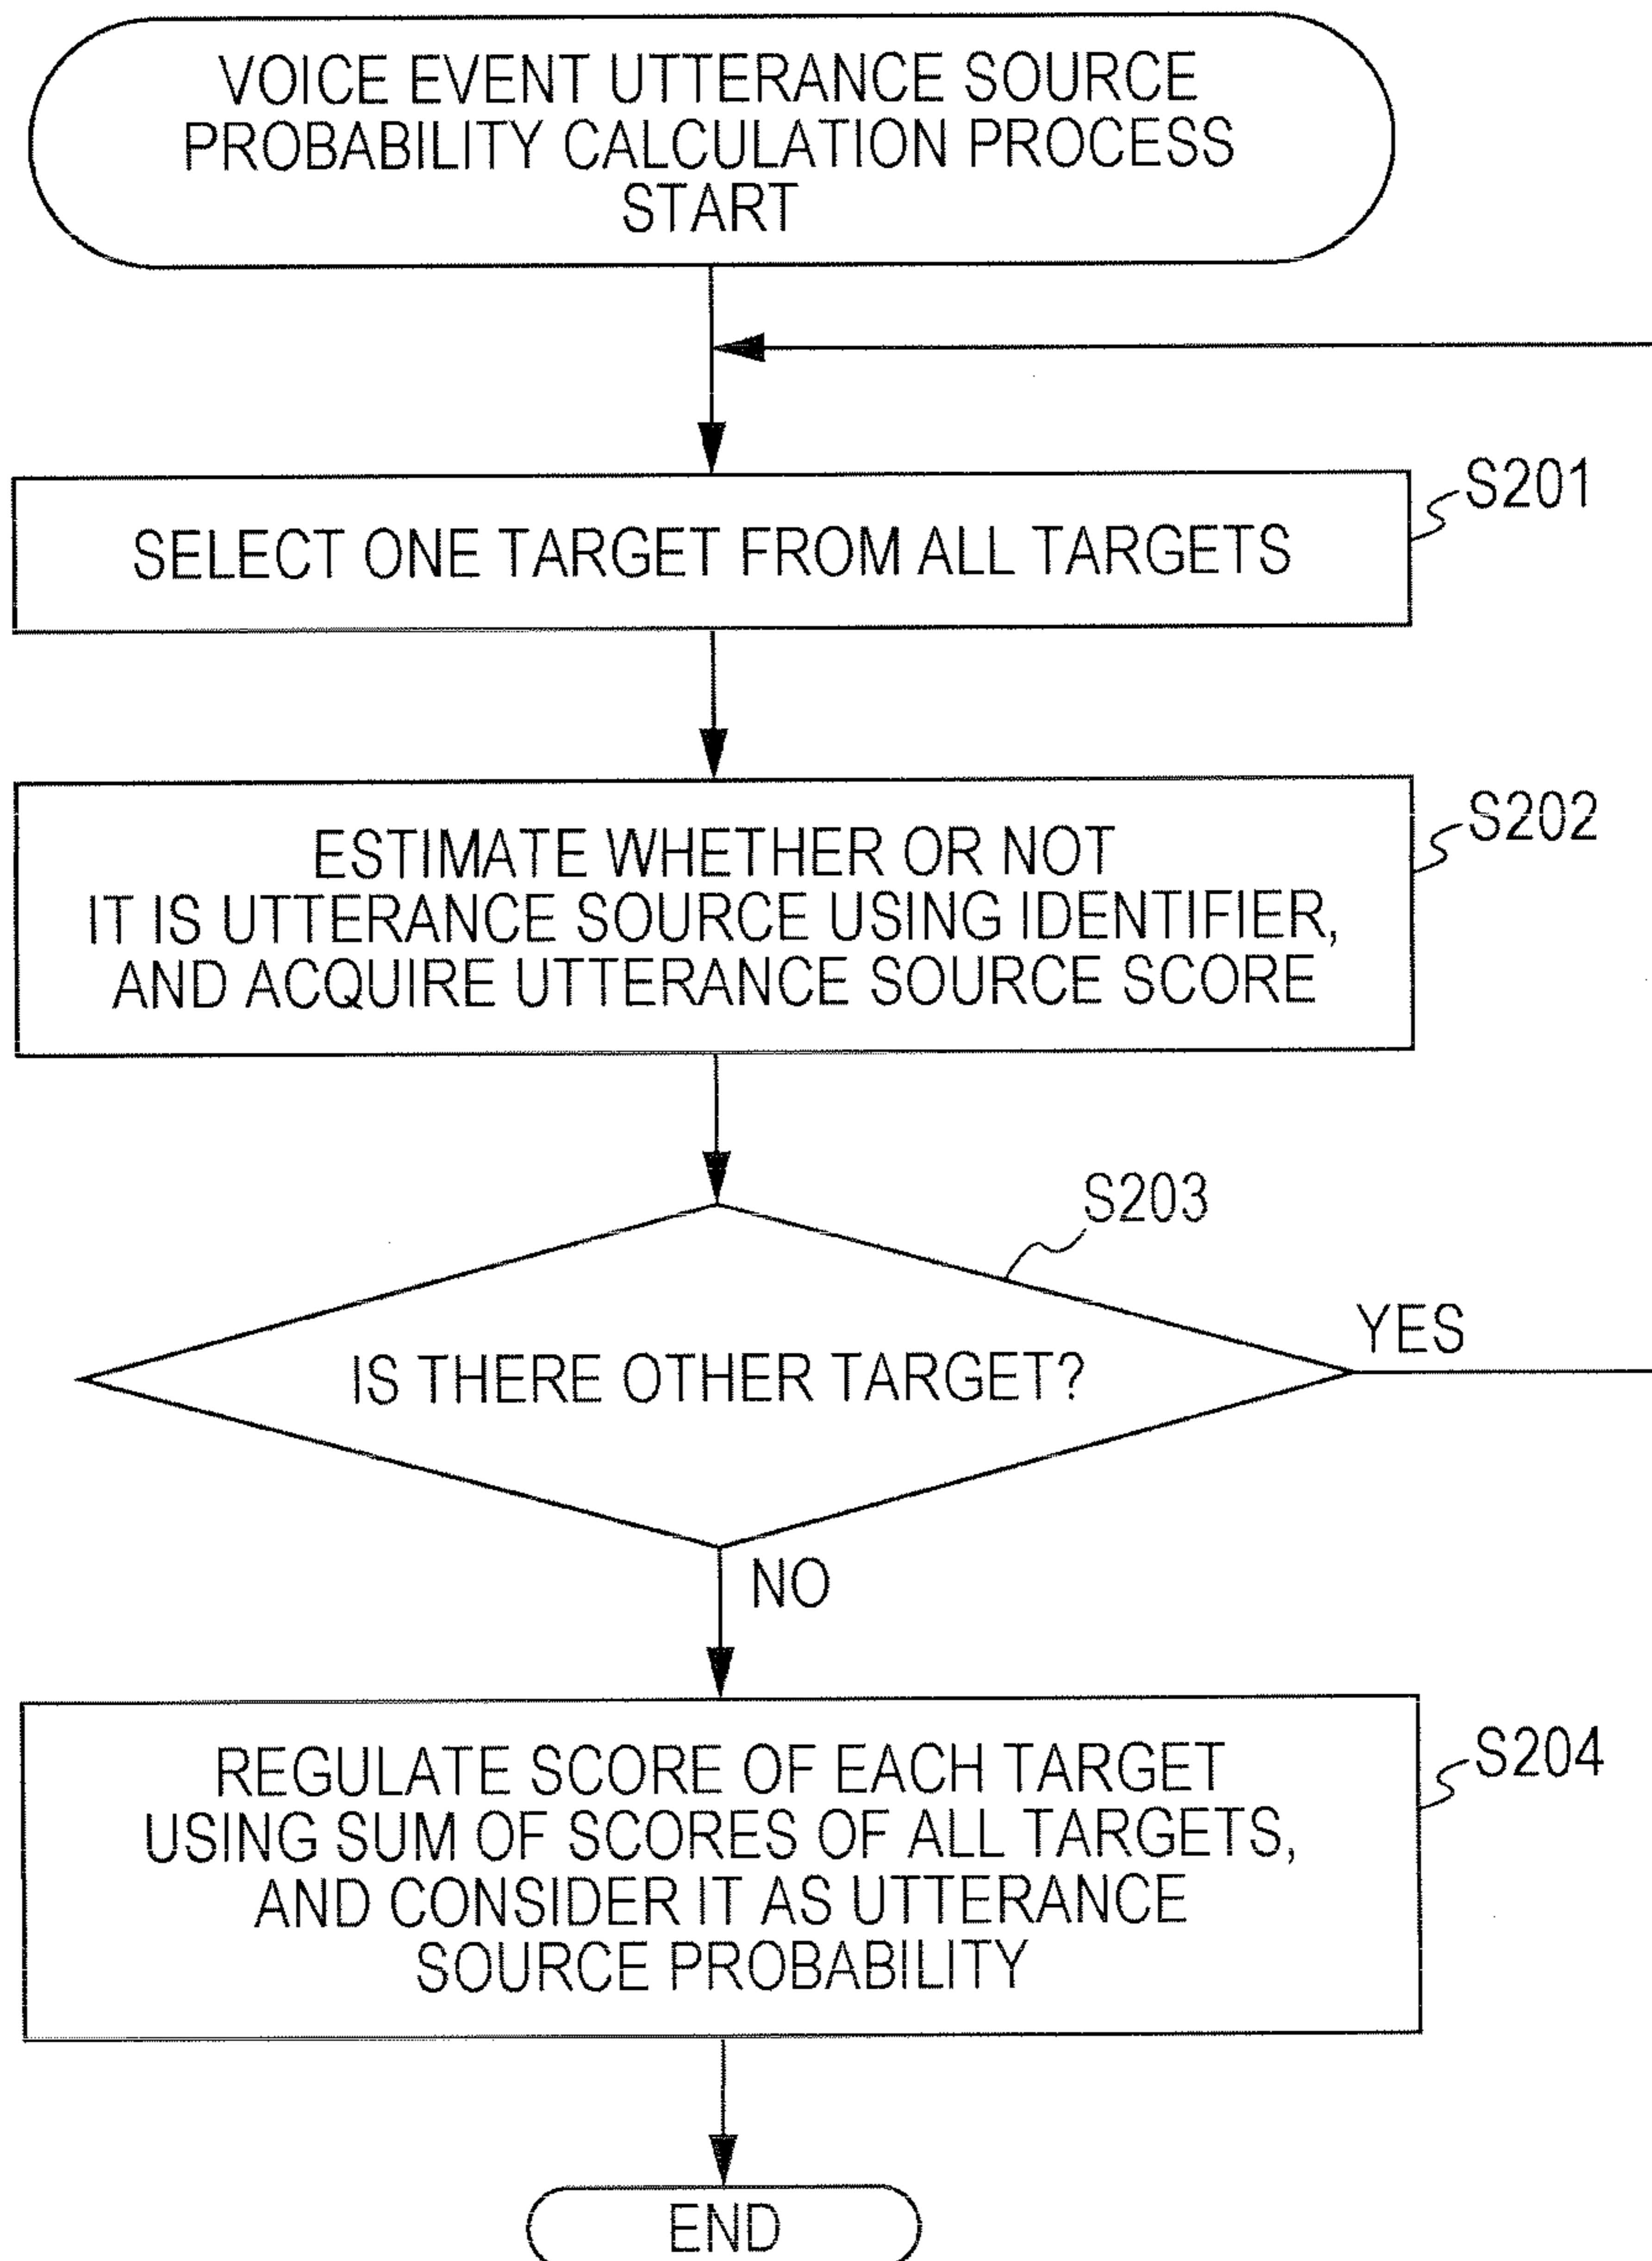 VOICE EVENT UTTERANCE SOURCE
PROBABILITY CALCULATION PROCESS
START
S201
SELECT ONE TARGET FROM ALL TARGETS
S202
ESTIMATE WHETHER OR NOT
IT IS UTTERANCE SOURCE USING IDENTIFIER,
AND ACQUIRE UTTERANCE SOURCE SCORE
S203
IS THERE OTHER TARGET?
YES
NO
S204
REGULATE SCORE OF EACH TARGET
USING SUM OF SCORES OF ALL TARGETS,
AND CONSIDER IT AS UTTERANCE
SOURCE PROBABILITY
END